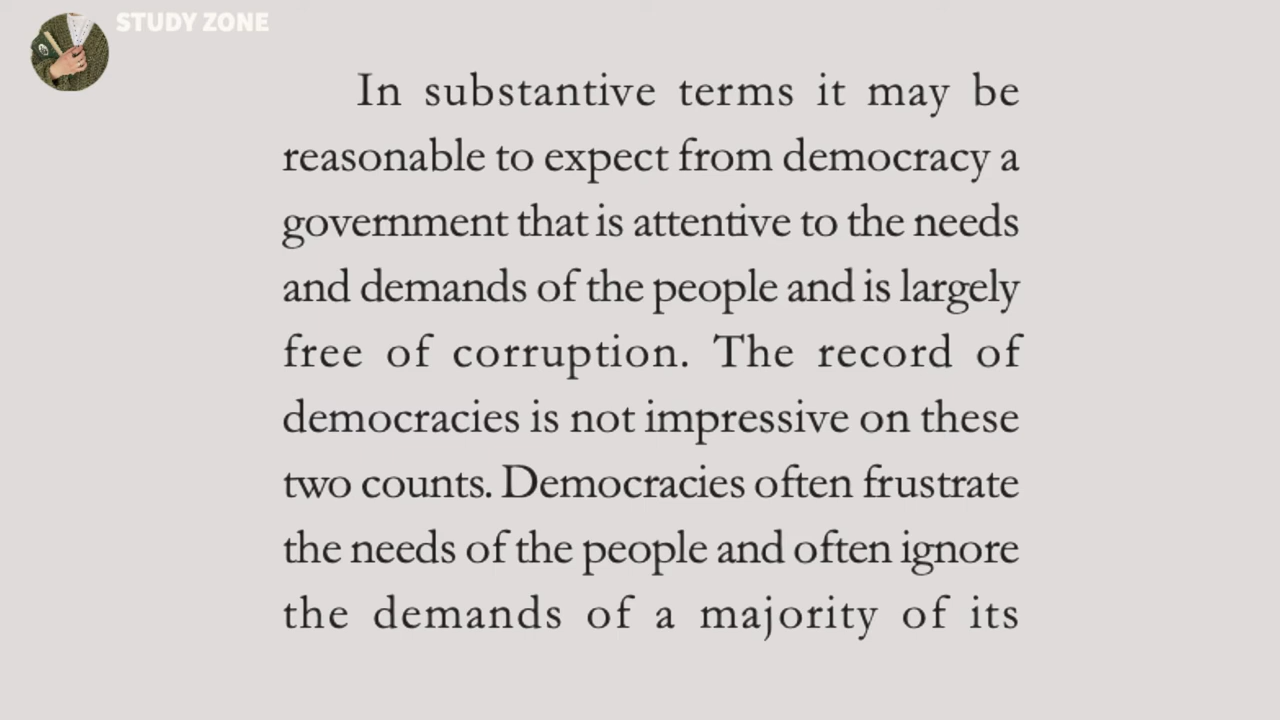 STUDY ZONE
In substantive terms it may be
reasonable to expect from democracy a
government that is attentive to the needs
and demands of the people and is largely
free of corruption. The record of
democracies is not impressive on these
two counts. Democracies often frustrate
the needs of the people and often ignore
the demands of a majority of its